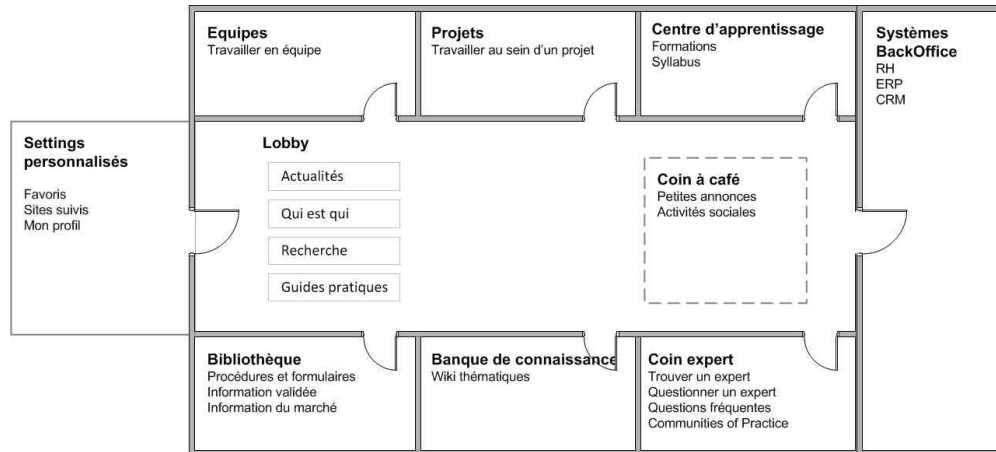 Equipes
Travailler en équipe
Projets
Travailler au sein d'un projet
Centre d'apprentissage
Formations
Syllabus
Systèmes
BackOffice
RH
ERP
CRM
Settings
personnalisés
Favoris
Sites suivis
Mon profil
Lobby
Actualités
Qui est qui
Recherche
Guides pratiques
Coin à café
Petites annonces
Activités sociales
Bibliothèque
Procédures et formulaires
Information validée
Information du marché
Banque de connaissance
Wiki thématiques
Coin expert
Trouver un expert
Questionner un expert
Questions fréquentes
Communities of Practice